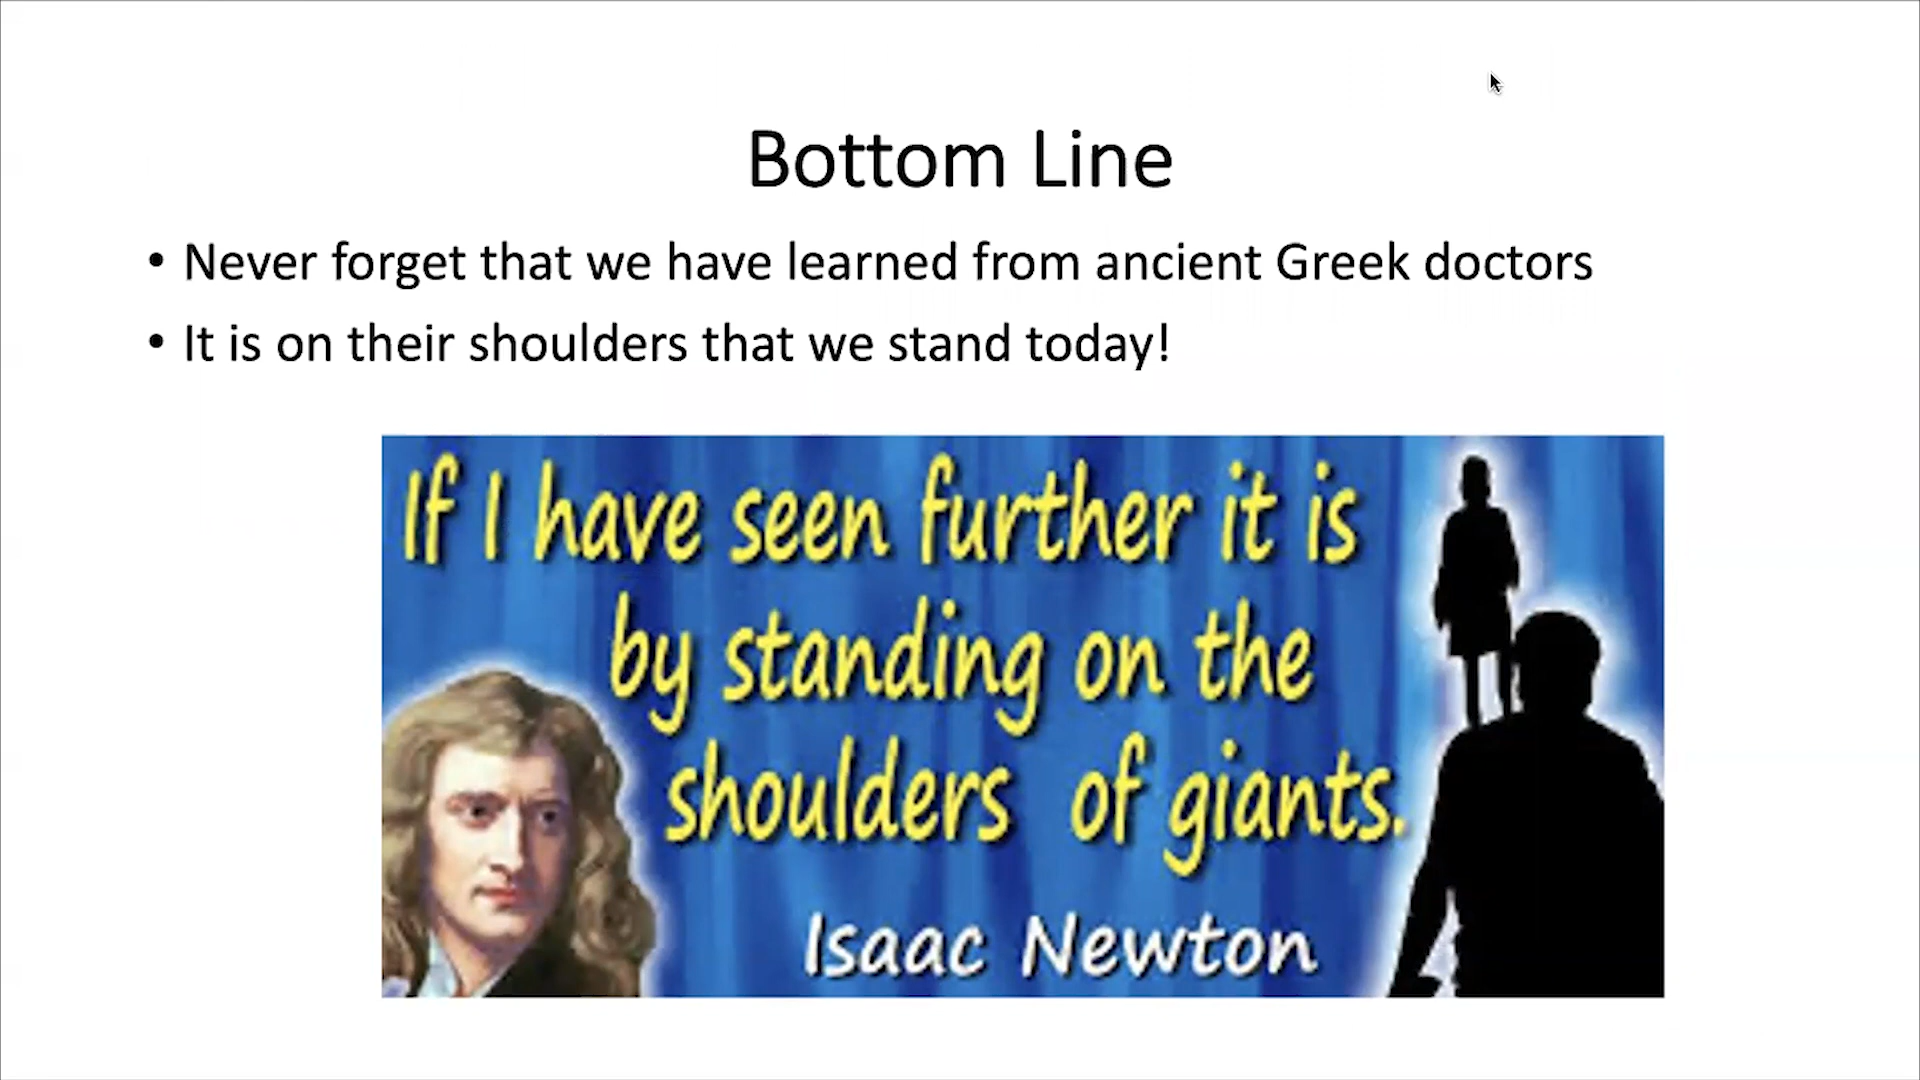 Bottom Line
• Never forget that we have learned from ancient Greek doctors
• It is on their shoulders that we stand today!
If I have seen further it is
by standing on the
shoulders of giants.
Isaac Newton